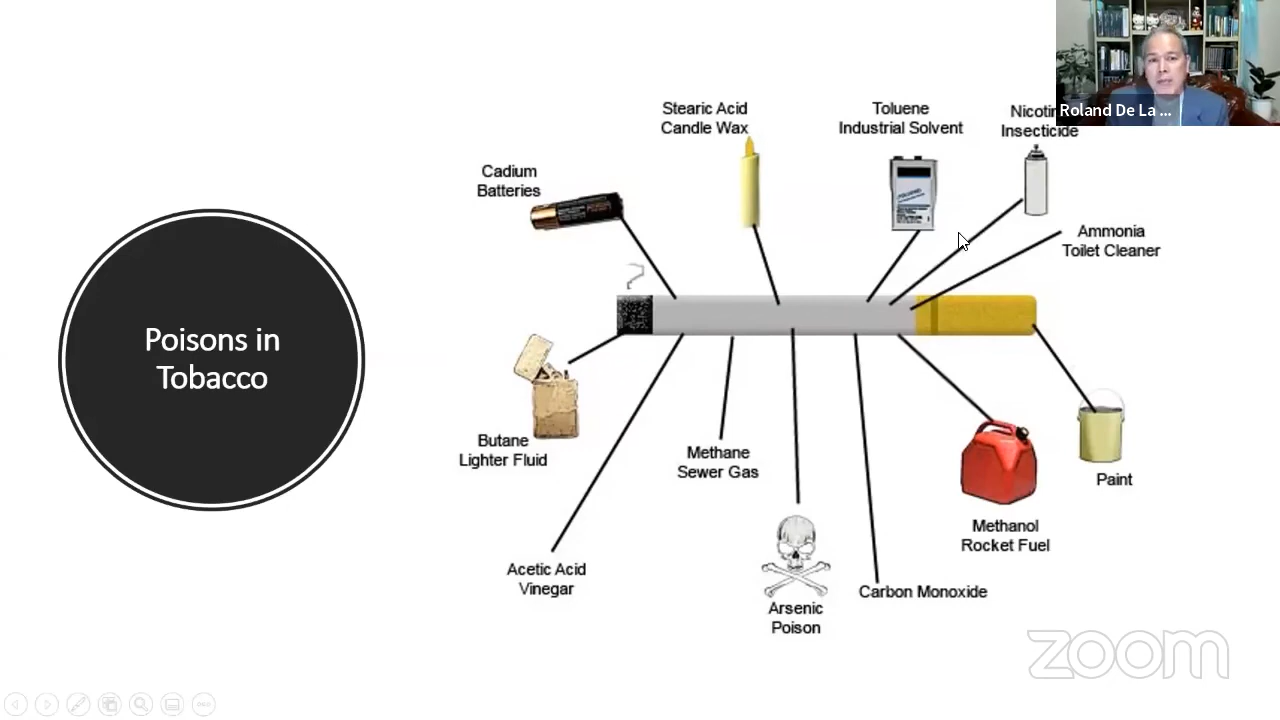 Poisons in
Tobacco
Stearic Acid
Candle Wax
Toluene
Industrial Solvent
Insecticide
Roland De La ...
Cadium
Batteries
Ammonia
Toilet Cleaner
Butane
Lighter Fluid
Methane
Sewer Gas
Paint
Methanol
Rocket Fuel
Acetic Acid
Vinegar
Carbon Monoxide
Arsenic
Poison
zoom